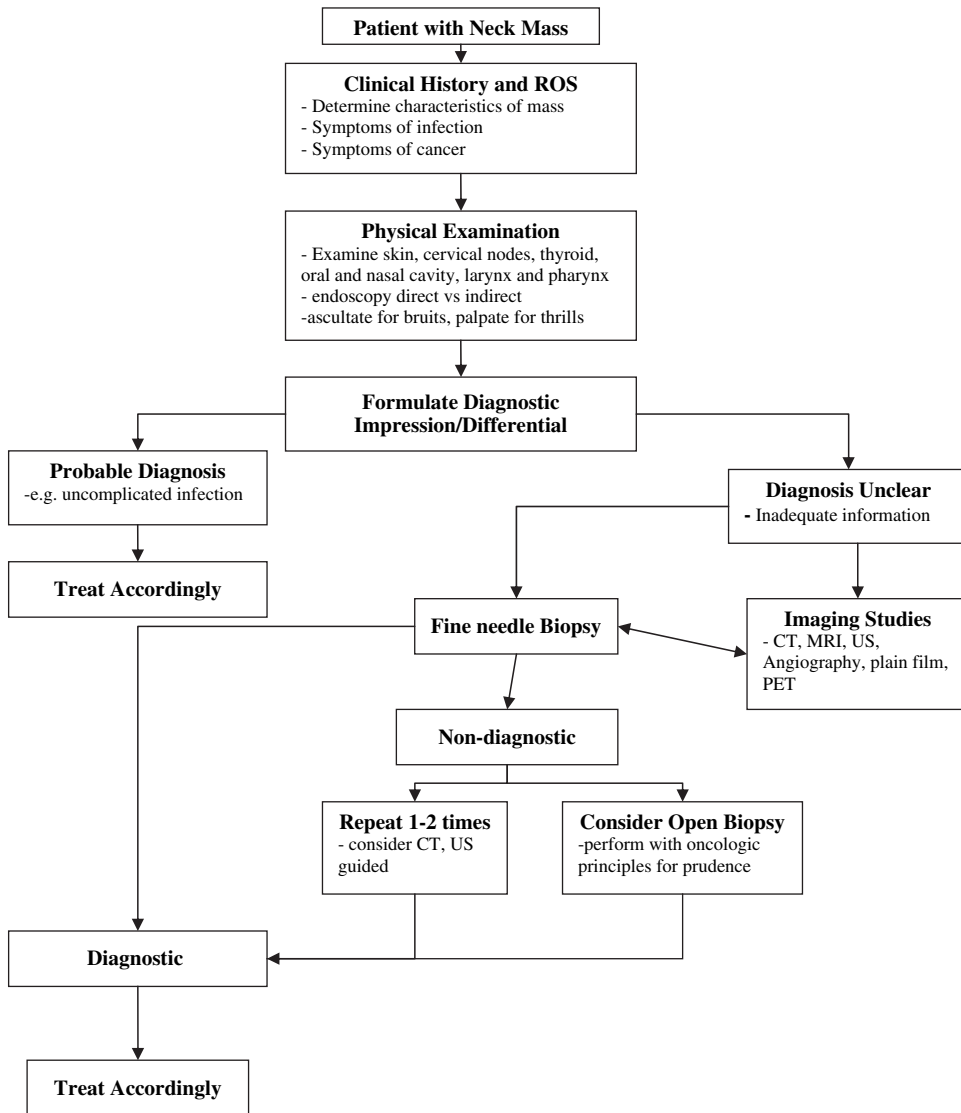 Patient with Neck Mass
Clinical History and ROS
- Determine characteristics of mass
- Symptoms of infection
- Symptoms of cancer
Physical Examination
- Examine skin, cervical nodes, thyroid,
oral and nasal cavity, larynx and pharynx
- endoscopy direct vs indirect
-ascultate for bruits, palpate for thrills
Formulate Diagnostic
Impression/Differential
Probable Diagnosis
-e.g. uncomplicated infection
Treat Accordingly
Diagnosis Unclear
- Inadequate information
Fine needle Biopsy
Imaging Studies
- CT, MRI, US,
Angiography, plain film,
PET
Non-diagnostic
Repeat 1-2 times
- consider CT, US
guided
Consider Open Biopsy
-perform with oncologic
principles for prudence
Diagnostic
Treat Accordingly